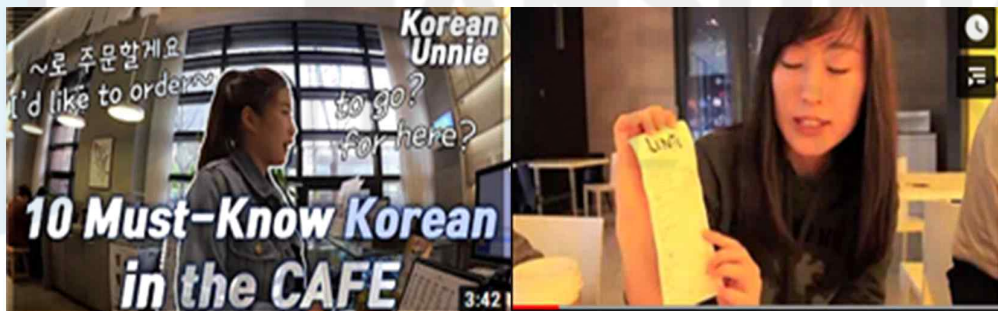 ~로 주문할게요
I'd like to order~
Korean
Unnie
to go?
for here?
10 Must-Know Korean
in the CAFE
3:42